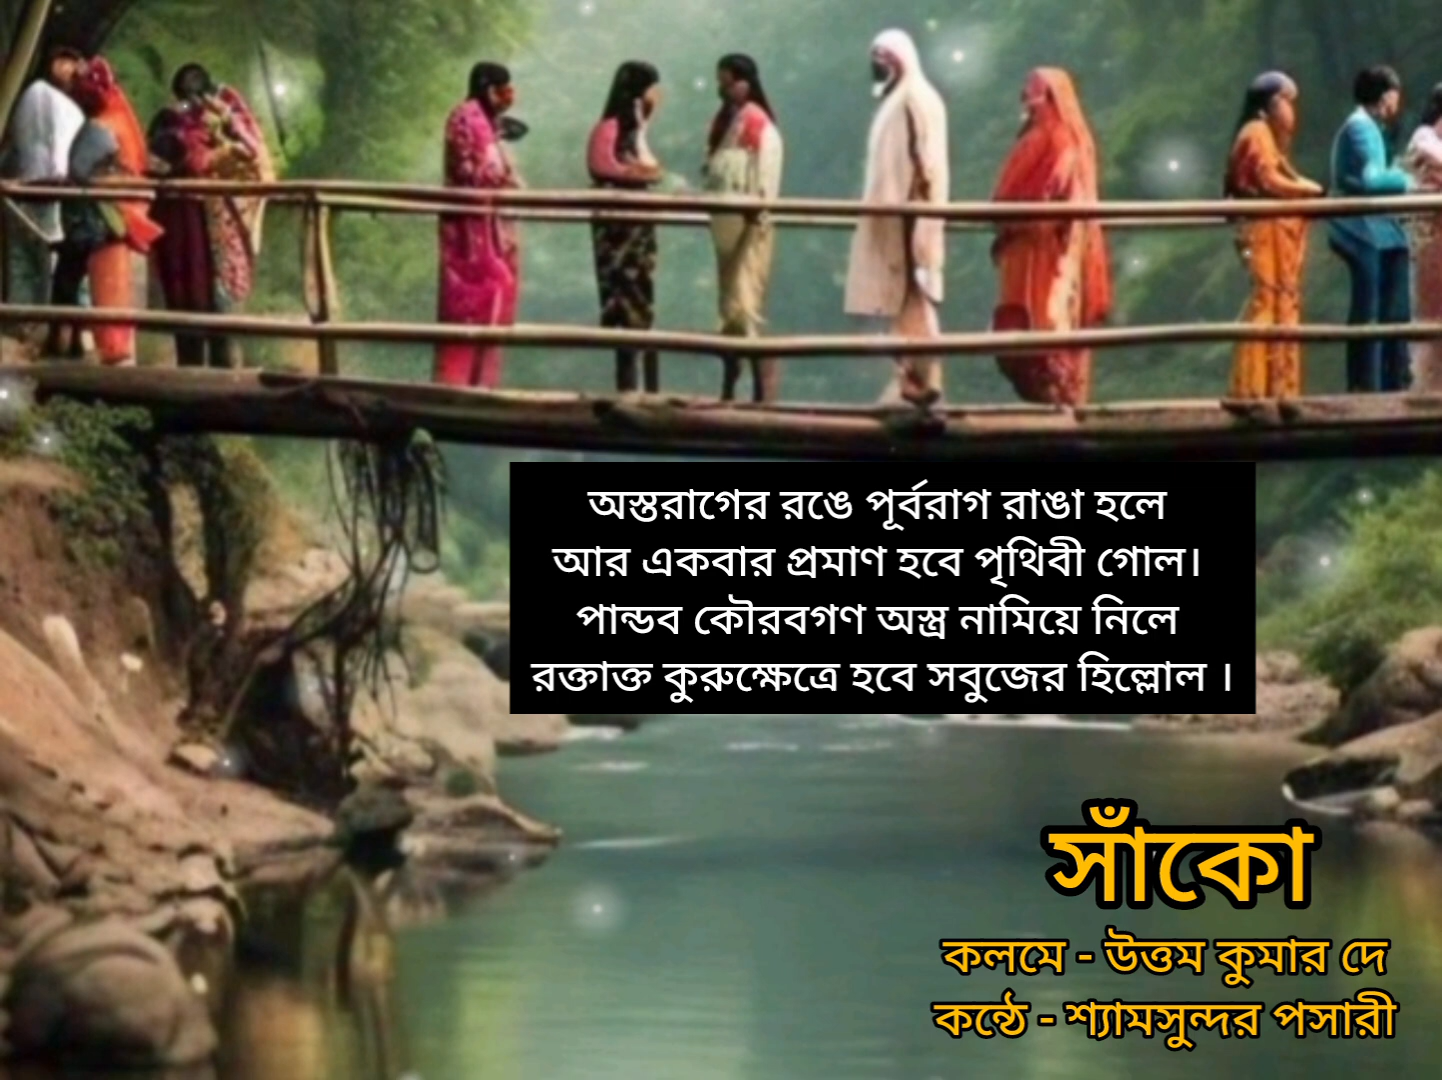 অস্তরাগের রঙে পূর্বরাগ রাঙা হলে
আর একবার প্রমাণ হবে পৃথিবী গোল।
পান্ডব কৌরবগণ অস্ত্র নামিয়ে নিলে
রক্তাক্ত কুরুক্ষেত্রে হবে সবুজের হিল্লোল ।
সাঁকো
কলমে - উত্তম কুমার দে
কন্ঠে - শ্যামসুন্দর পসারী